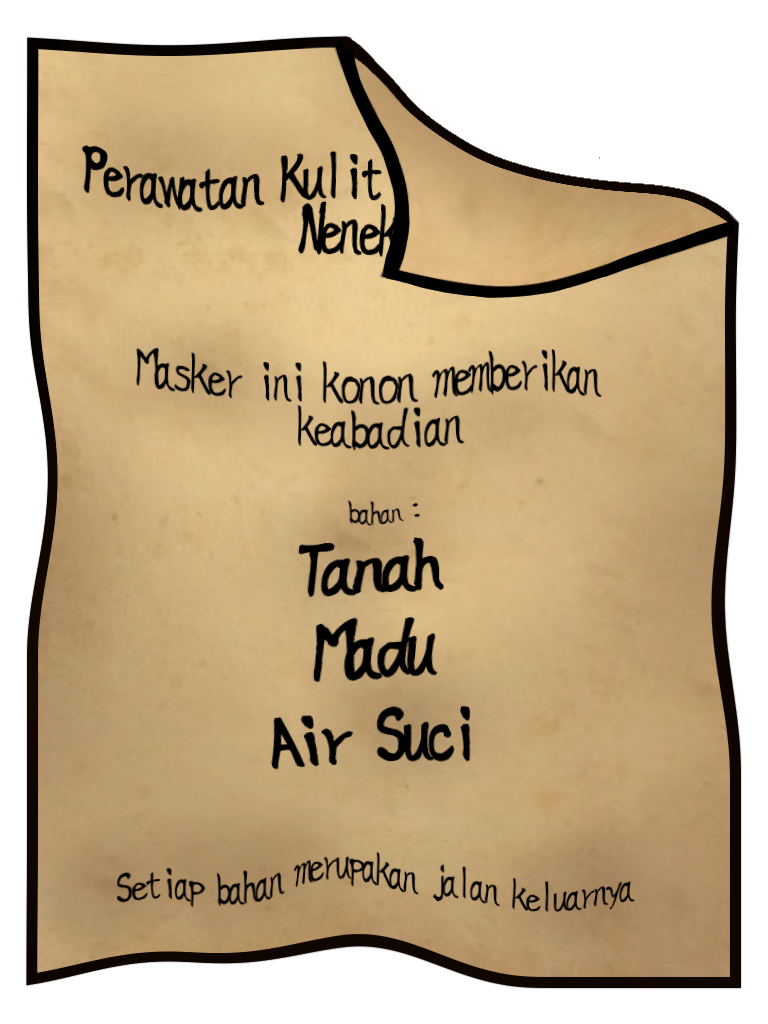 Perawatan Kulit
Nenek
Masker ini konon memberikan
keabadian
bahan :
Tanah
Madu
Air Suci
Setiap bahan merupakan jalan keluarnya